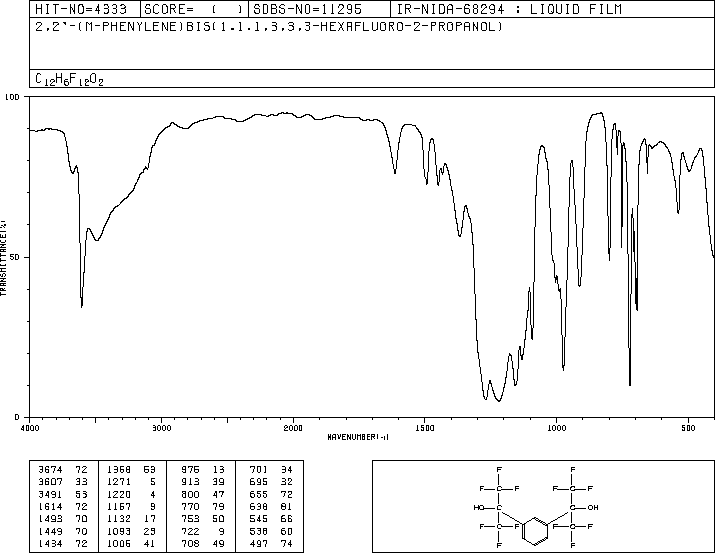 HIT-NO=4333 SCORE= ( ) SDBS-NO=11295 IR-NIDA-68294 : LIQUID FILM
2,2'-(M-PHENYLENE)BIS(1,1,1,3,3,3-HEXAFLUORO-2-PROPANOL)
C12H6F12O2
100
50
0
TRANSMITTANCE(%)
4000 3000 2000 1500 1000 500
WAVENUMBER(-1)
3674 72 1368 53 976 13 701 34
3607 33 1271 5 913 39 695 32
3491 53 1220 4 800 47 655 72
1614 72 1157 9 770 79 638 81
1493 70 1132 17 753 50 545 66
1449 70 1093 23 722 9 538 60
1434 72 1006 41 708 49 497 74
F F
F C F F C F
HO C C OH
F C F F C F
F F